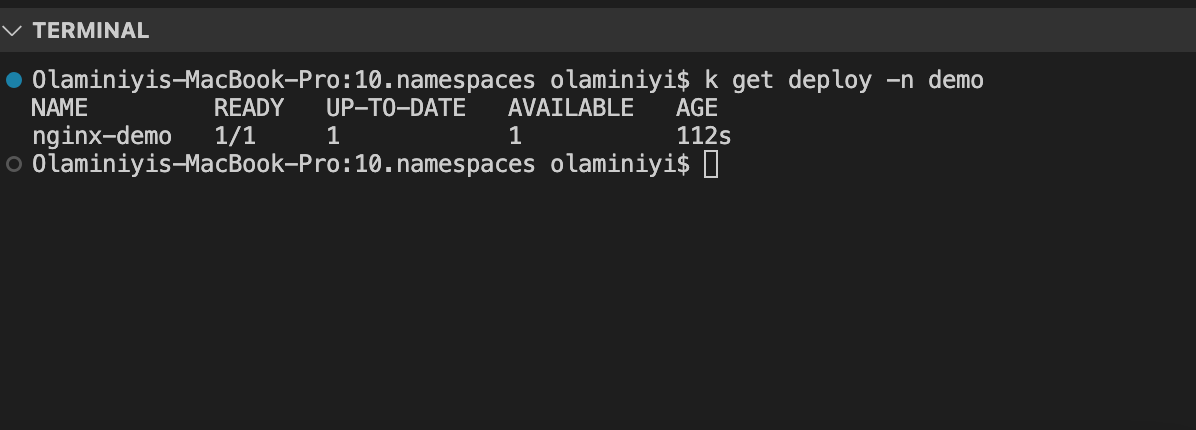 TERMINAL
Olaminiyis-MacBook-Pro:10.namespaces olaminiyi$ k get deploy -n demo
NAME READY UP-TO-DATE AVAILABLE AGE
nginx-demo 1/1 1 1 112s
Olaminiyis-MacBook-Pro:10.namespaces olaminiyi$